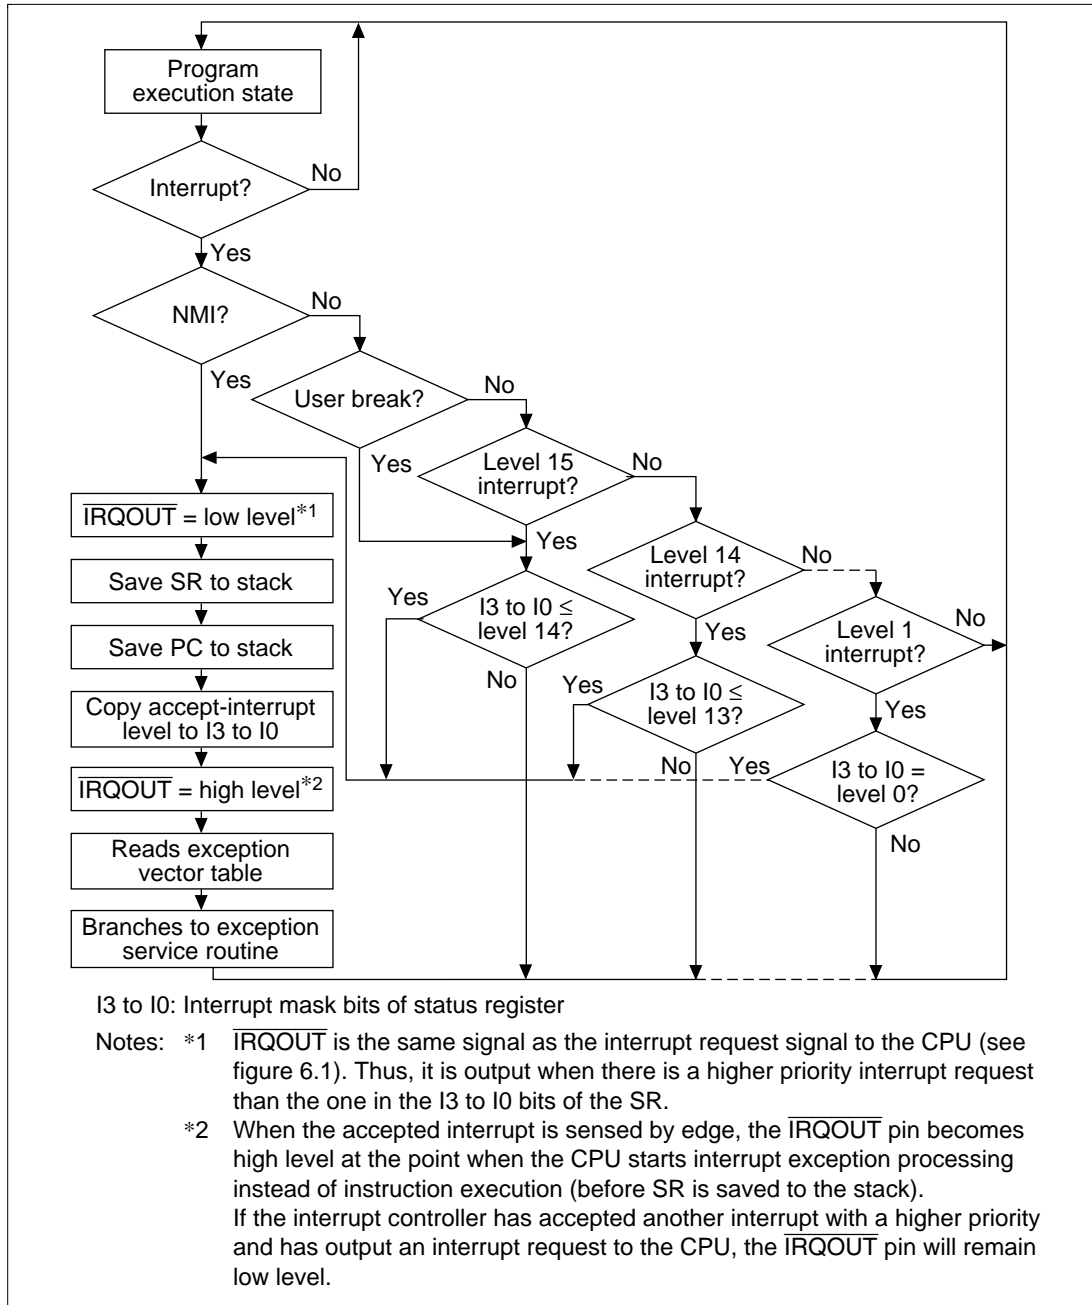 Program
execution state
Interrupt?
No
Yes
NMI?
No
Yes
User break?
No
Yes
Level 15
interrupt?
No
Yes
Level 14
interrupt?
No
Yes
Level 1
interrupt?
No
Yes
I3 to I0 ≤
level 14?
Yes
No
I3 to I0 ≤
level 13?
Yes
No
I3 to I0 =
level 0?
Yes
No
IRQOUT = low level*1
Save SR to stack
Save PC to stack
Copy accept-interrupt
level to I3 to I0
IRQOUT = high level*2
Reads exception
vector table
Branches to exception
service routine
I3 to I0: Interrupt mask bits of status register
Notes: *1 IRQOUT is the same signal as the interrupt request signal to the CPU (see
figure 6.1). Thus, it is output when there is a higher priority interrupt request
than the one in the I3 to I0 bits of the SR.
*2 When the accepted interrupt is sensed by edge, the IRQOUT pin becomes
high level at the point when the CPU starts interrupt exception processing
instead of instruction execution (before SR is saved to the stack).
If the interrupt controller has accepted another interrupt with a higher priority
and has output an interrupt request to the CPU, the IRQOUT pin will remain
low level.